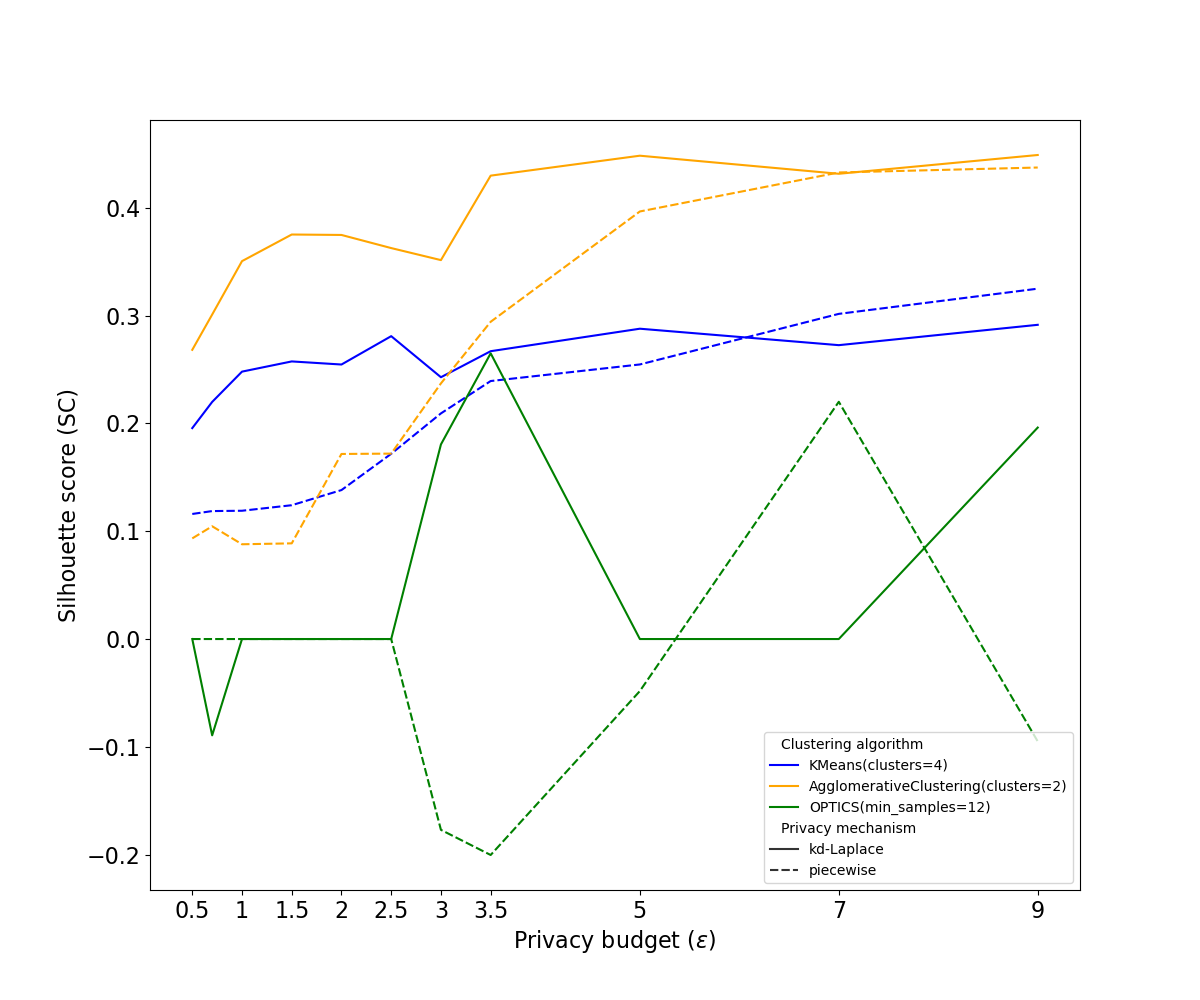 0.4
0.3
0.2
0.1
0.0
−0.1
−0.2
Silhouette score (SC)
Clustering algorithm
KMeans(clusters=4)
AgglomerativeClustering(clusters=2)
OPTICS(min_samples=12)
Privacy mechanism
kd-Laplace
piecewise
0.5 1 1.5 2 2.5 3 3.5 5 7 9
Privacy budget (ε)